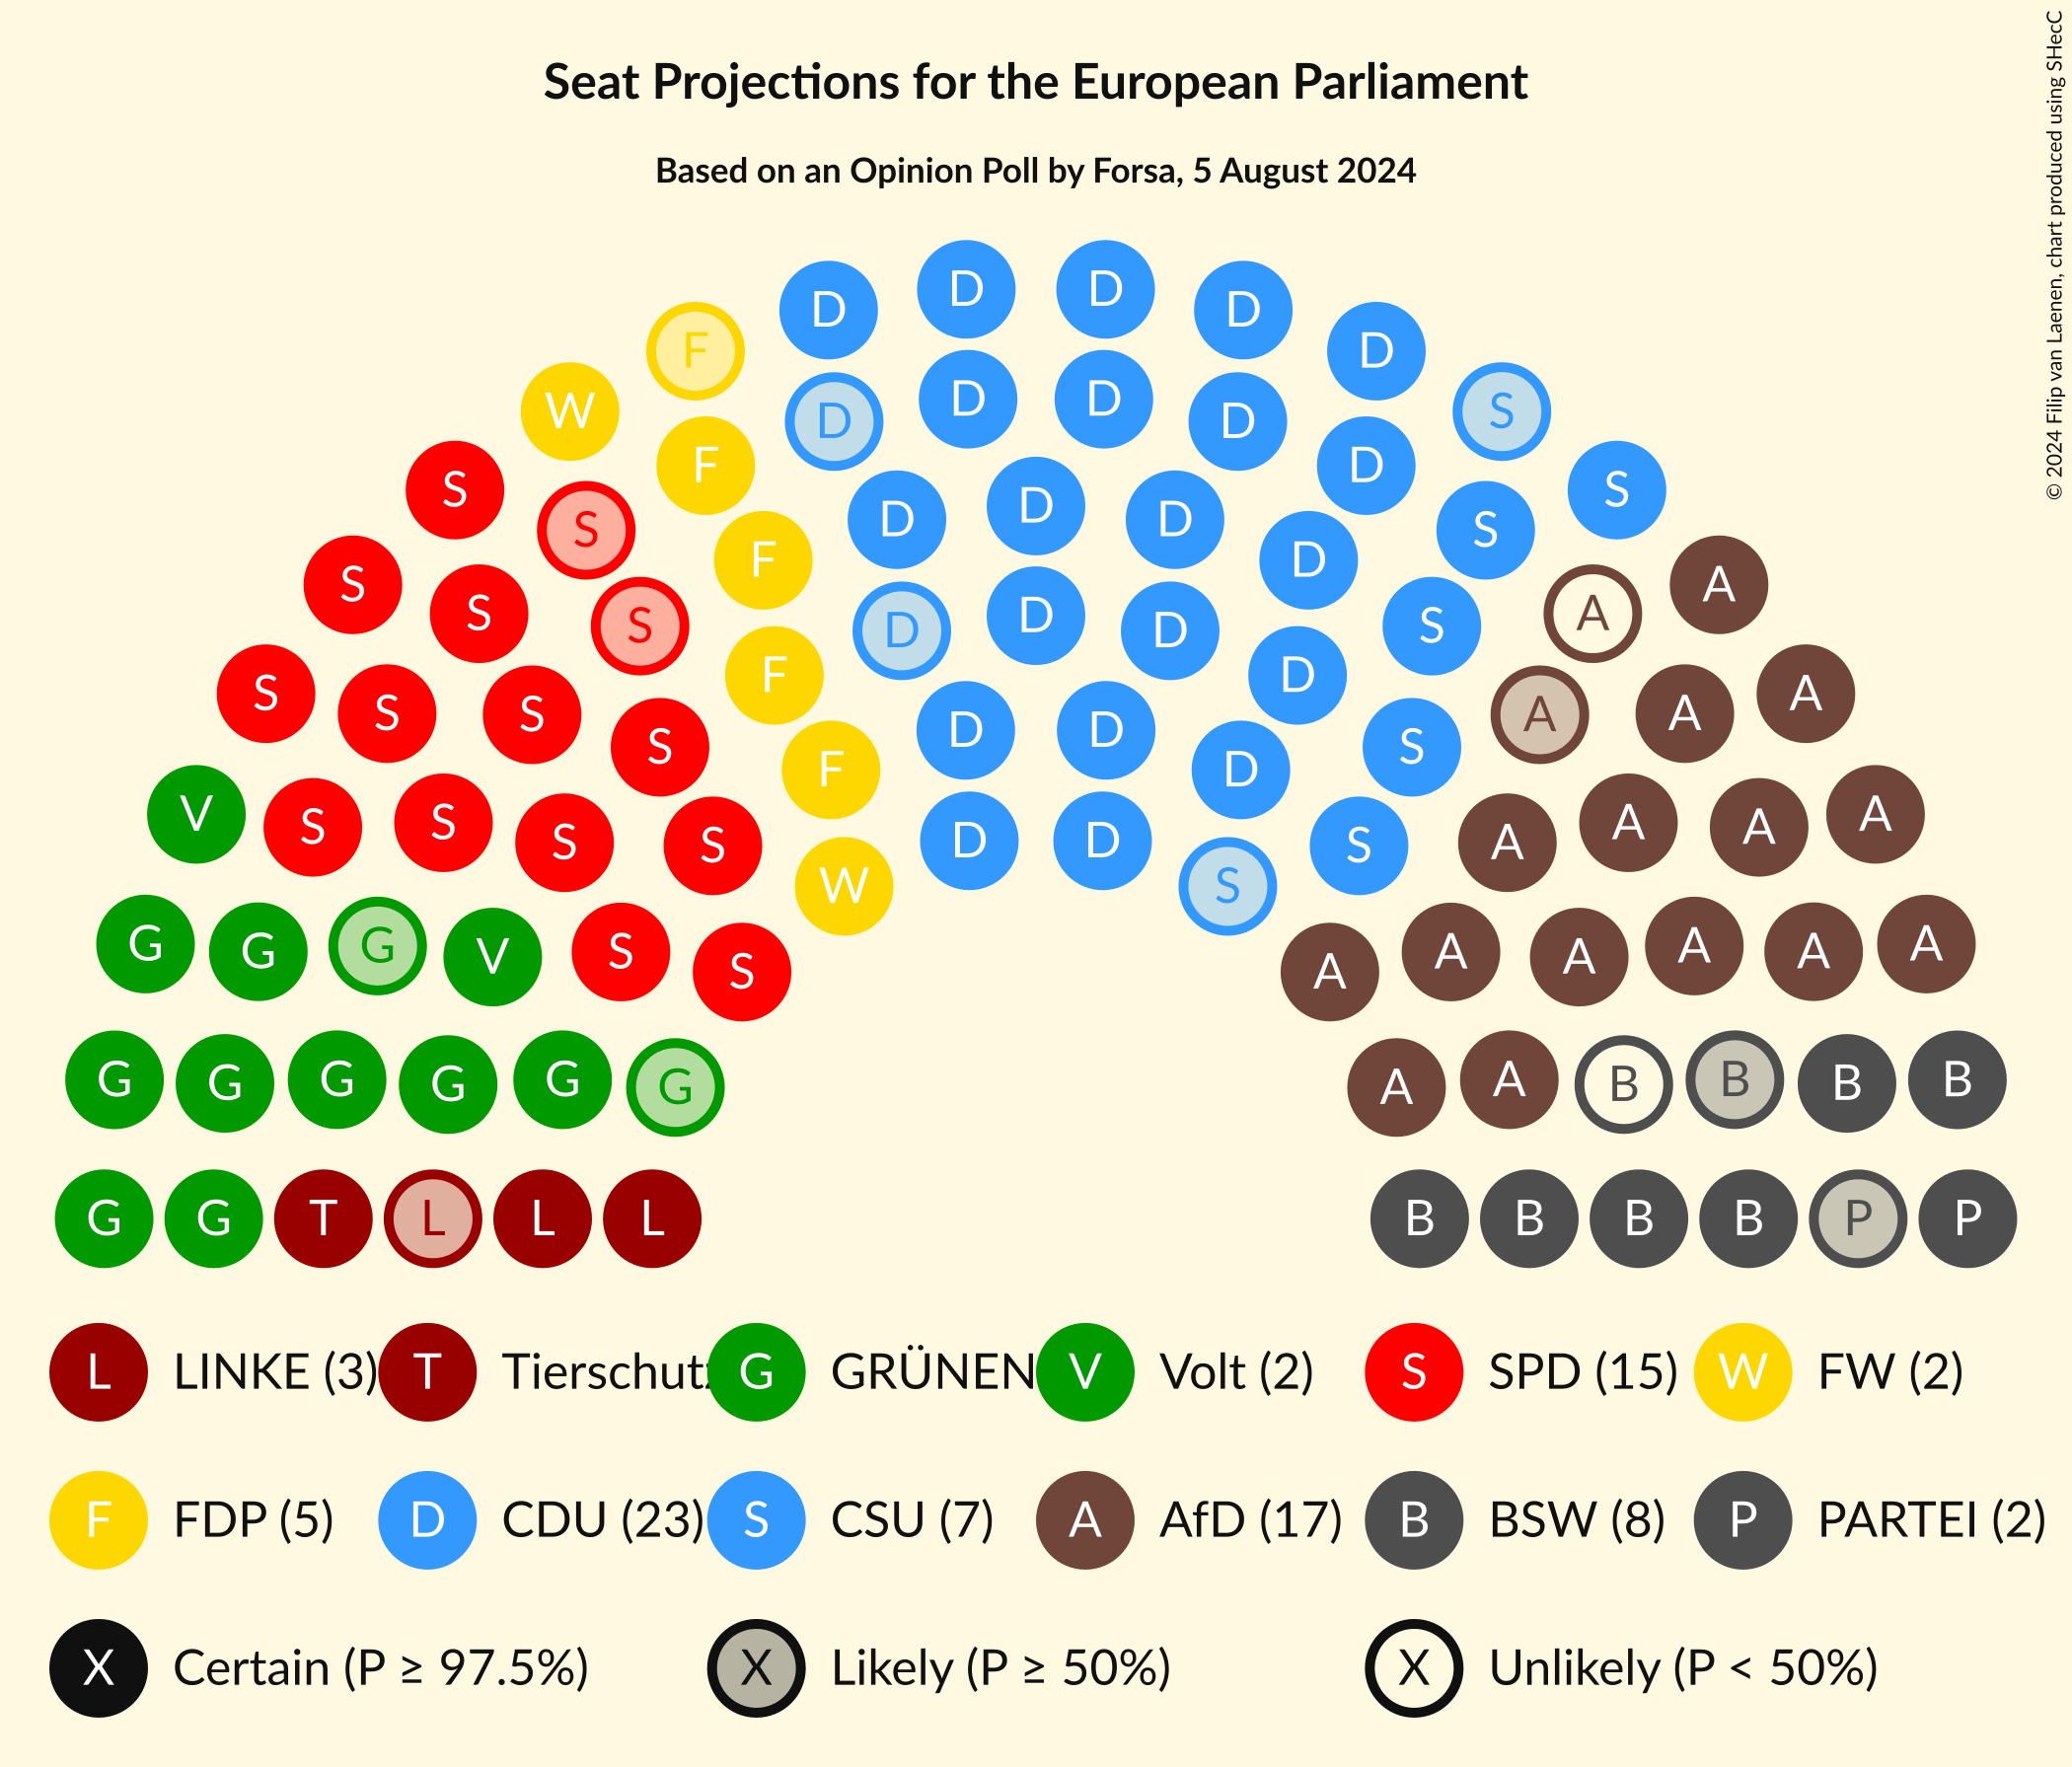 Seat Projections for the European Parliament
Based on an Opinion Poll by Forsa, 5 August 2024
© 2024 Filip van Laenen, chart produced using SHecC
D D D D
F D
W D D D D S
S F D S
S D D D S
S F D A
S S D D D S A
S F D A
S S S D D S A A
F D
V S S S S D D S A A A A
W S
G G G V S S A A A A A A
G G G G G G A A B B B B
G G T L L L B B B B P P
L LINKE (3) T Tierschutz G GRÜNEN V Volt (2) S SPD (15) W FW (2)
F FDP (5) D CDU (23) S CSU (7) A AfD (17) B BSW (8) P PARTEI (2)
X Certain (P ≥ 97.5%) X Likely (P ≥ 50%) X Unlikely (P < 50%)